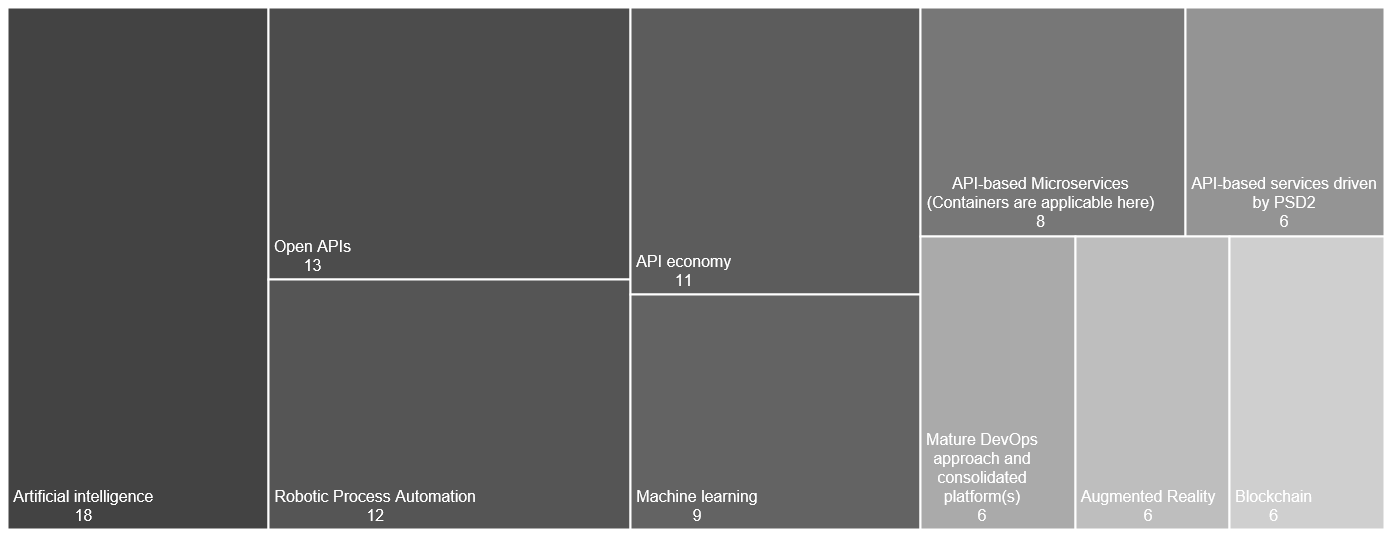 Artificial intelligence
18
Open APIs
13
Robotic Process Automation
12
API economy
11
Machine learning
9
API-based Microservices
(Containers are applicable here)
8
API-based services driven
by PSD2
6
Mature DevOps
approach and
consolidated
platform(s)
6
Augmented Reality
6
Blockchain
6